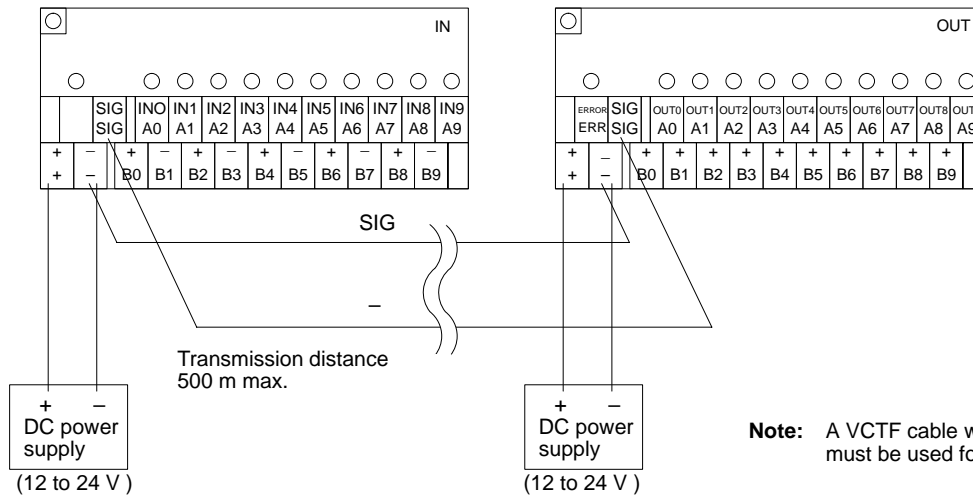 IN
SIG IN0 IN1 IN2 IN3 IN4 IN5 IN6 IN7 IN8 IN9
SIG A0 A1 A2 A3 A4 A5 A6 A7 A8 A9
+ – + – + – + – + – + –
+ – B0 B1 B2 B3 B4 B5 B6 B7 B8 B9
OUT
ERROR SIG OUT0 OUT1 OUT2 OUT3 OUT4 OUT5 OUT6 OUT7 OUT8 OUT
ERR SIG A0 A1 A2 A3 A4 A5 A6 A7 A8 A9
+ – + + + + + + + + + +
+ – B0 B1 B2 B3 B4 B5 B6 B7 B8 B9
SIG
–
Transmission distance
500 m max.
+ –
DC power
supply
(12 to 24 V )
+ –
DC power
supply
(12 to 24 V )
Note: A VCTF cable w
must be used fo